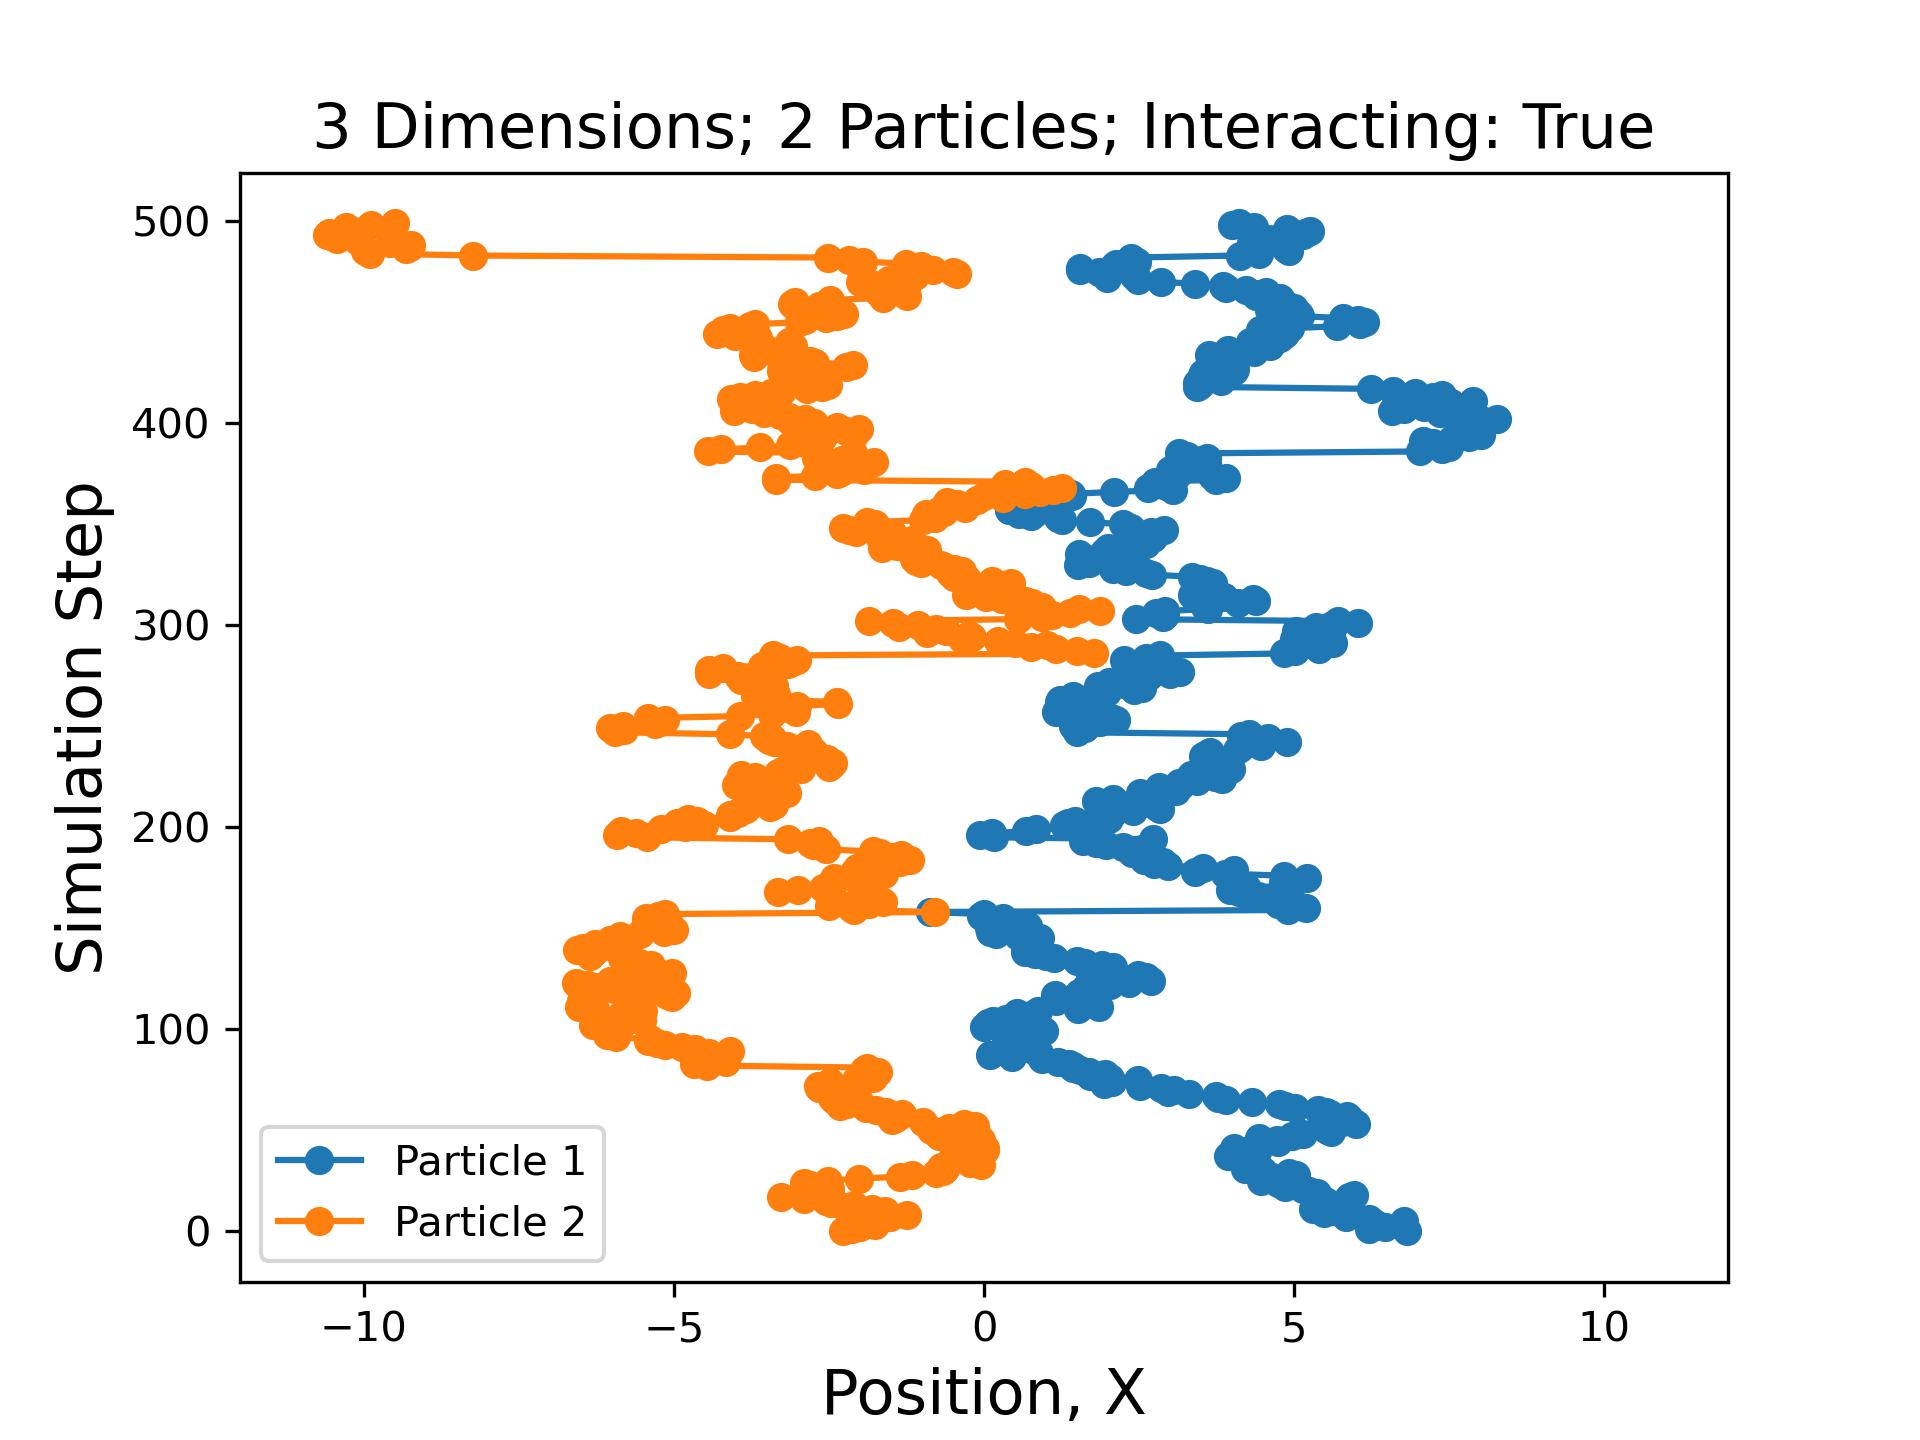 3 Dimensions; 2 Particles; Interacting: True
500
400
300
200
100
0
Simulation Step
Particle 1
Particle 2
−10
−5
0
5
10
Position, X